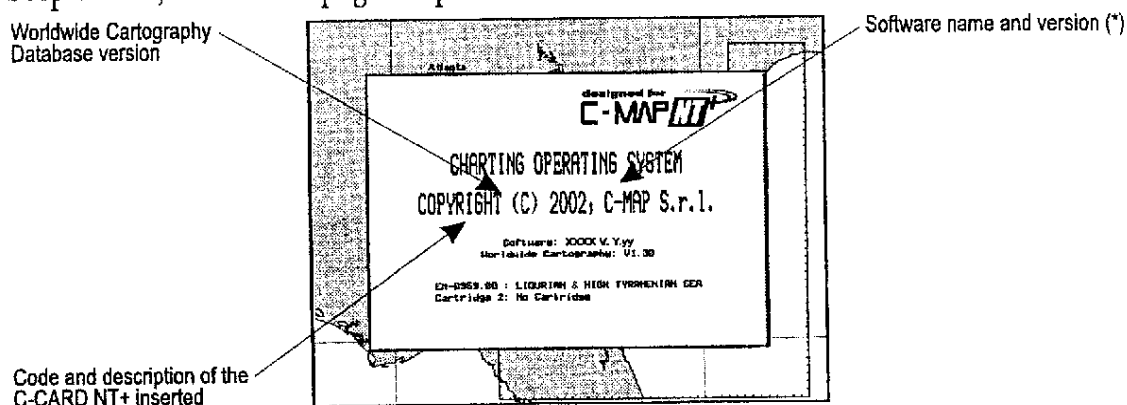 Worldwide Cartography
Database version
Software name and version (*)
Atlanta
designed for
C-MAP NT+
CHARTING OPERATING SYSTEM
COPYRIGHT (C) 2002, C-MAP S.r.l.
Software: XXXX V.Y.yy
Worldwide Cartography: V1.30
EM-D959.00 : LIGURIAN & HIGH TYRRHENIAN SEA
Cartridge 2: No Cartridge
Code and description of the
C-CARD NT+ inserted